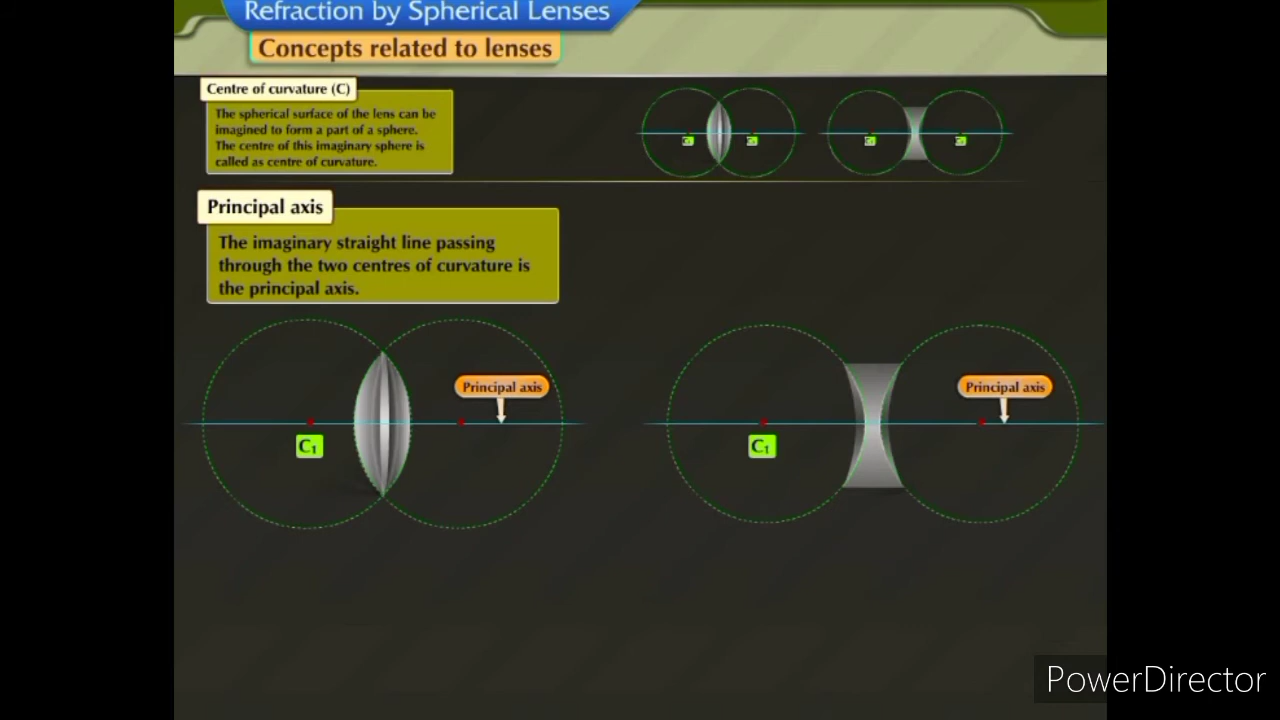 Refraction by Spherical Lenses
Concepts related to lenses
Centre of curvature (C)
The spherical surface of the lens can be
imagined to form a part of a sphere.
The centre of this imaginary sphere is
called as centre of curvature.
Principal axis
The imaginary straight line passing
through the two centres of curvature is
the principal axis.
Principal axis
C₁
Principal axis
C₁
PowerDirector